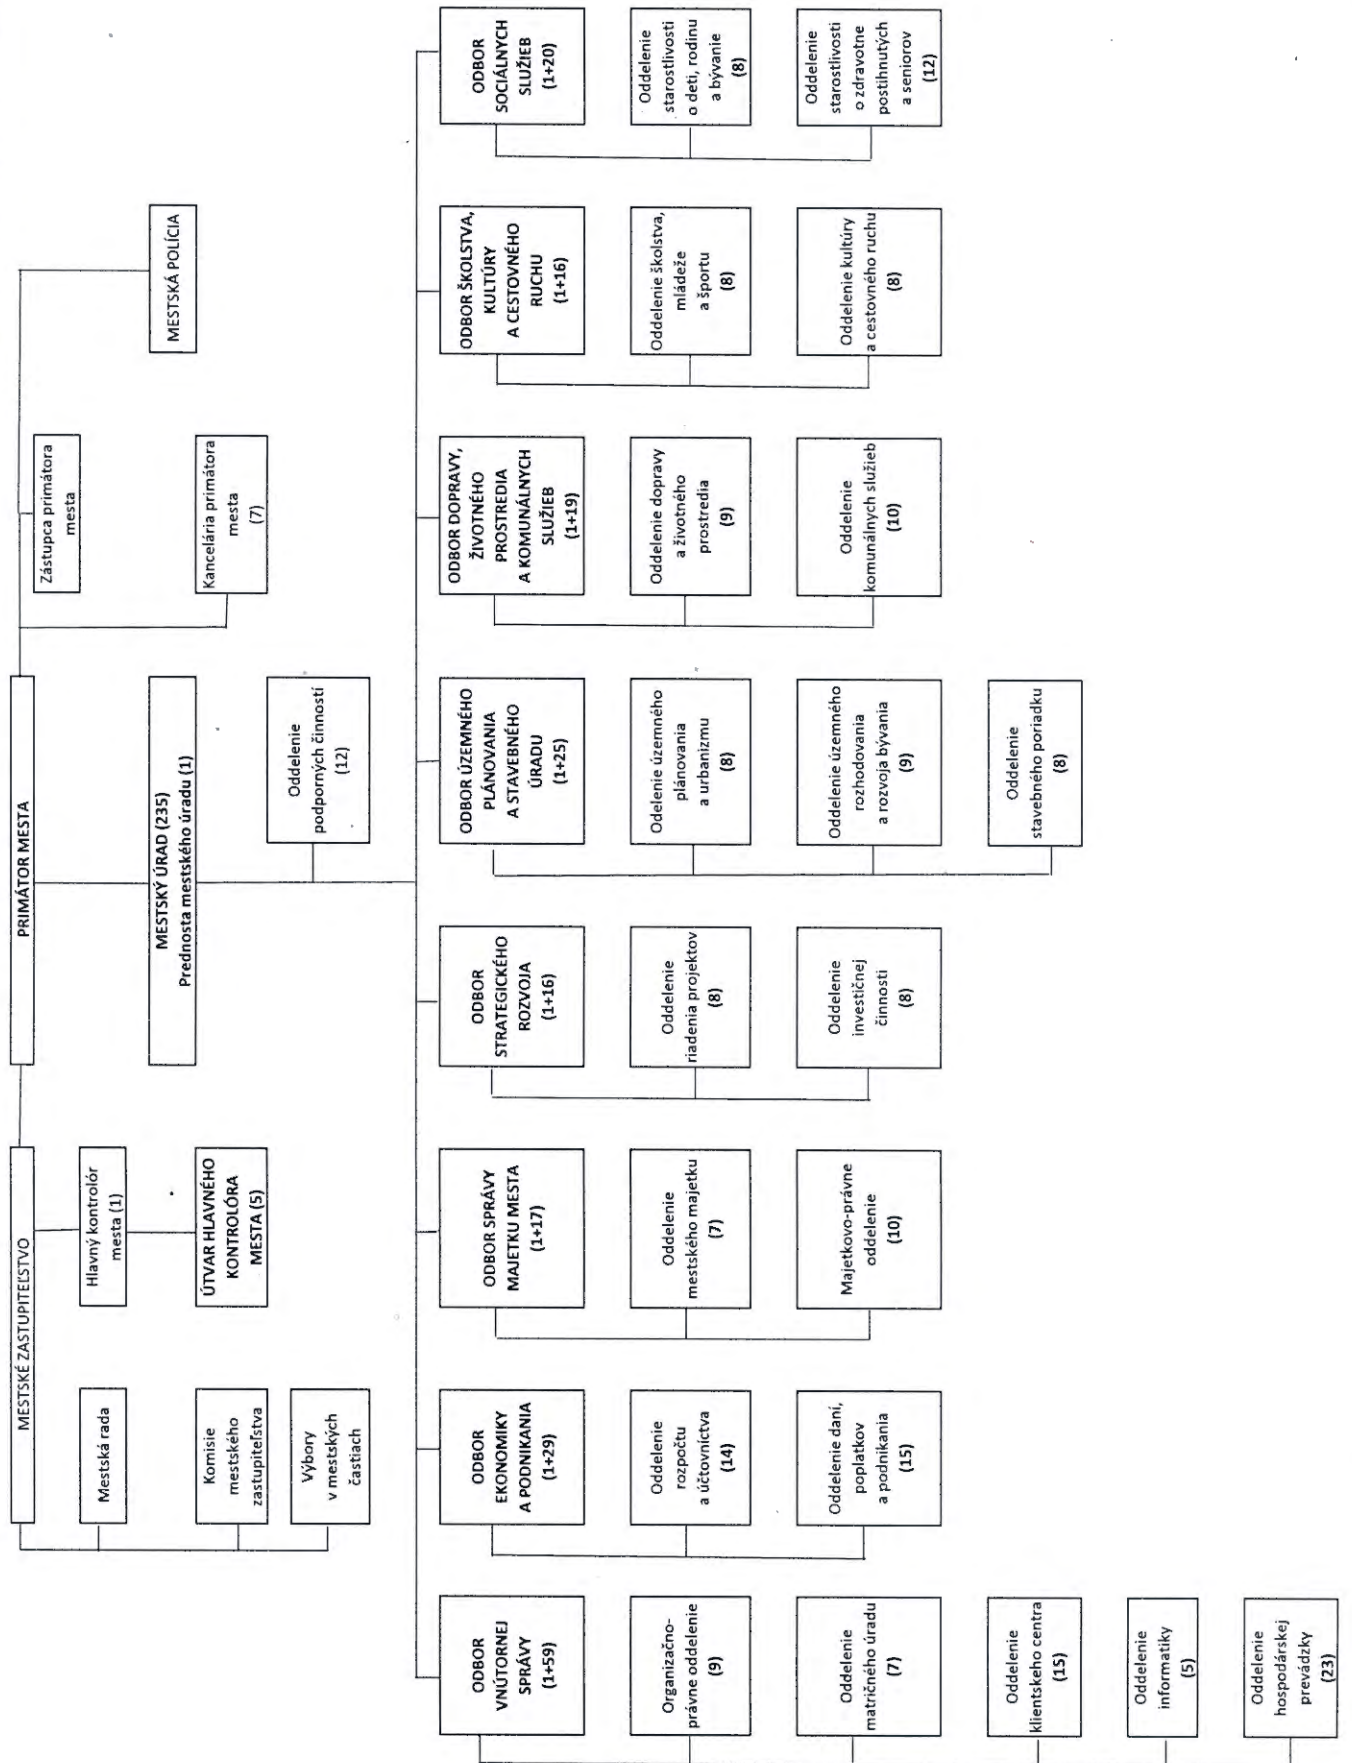 MESTSKÉ ZASTUPITEĽSTVO
PRIMÁTOR MESTA
Zástupca primátora
mesta
Mestská rada
Hlavný kontrolór
mesta (1)
MESTSKÝ ÚRAD (235)
Prednosta mestského úradu (1)
MESTSKÁ POLÍCIA
Komisie
mestského
zastupiteľstva
ÚTVAR HLAVNÉHO
KONTROLÓRA
MESTA (5)
Kancelária primátora
mesta
(7)
Výbory
v mestských
častiach
Oddelenie
podporných činností
(12)
ODBOR
VNÚTORNEJ
SPRÁVY
(1+59)
ODBOR
EKONOMIKY
A PODNIKANIA
(1+29)
ODBOR SPRÁVY
MAJETKU MESTA
(1+17)
ODBOR
STRATEGICKÉHO
ROZVOJA
(1+16)
ODBOR ÚZEMNÉHO
PLÁNOVANIA
A STAVEBNÉHO
ÚRADU
(1+25)
ODBOR DOPRAVY,
ŽIVOTNÉHO
PROSTREDIA
A KOMUNÁLNYCH
SLUŽIEB
(1+19)
ODBOR ŠKOLSTVA,
KULTÚRY
A CESTOVNÉHO
RUCHU
(1+16)
ODBOR
SOCIÁLNYCH
SLUŽIEB
(1+20)
Organizačno-
právne oddelenie
(9)
Oddelenie
rozpočtu
a účtovníctva
(14)
Oddelenie
mestského majetku
(7)
Oddelenie
riadenia projektov
(8)
Odelenie územného
plánovania
a urbanizmu
(8)
Oddelenie dopravy
a životného
prostredia
(9)
Oddelenie školstva,
mládeže
a športu
(8)
Oddelenie
starostlivosti
o deti, rodinu
a bývanie
(8)
Oddelenie
matričného úradu
(7)
Oddelenie daní,
poplatkov
a podnikania
(15)
Majetkovo-právne
oddelenie
(10)
Oddelenie
investičnej
činnosti
(8)
Oddelenie územného
rozhodovania
a rozvoja bývania
(9)
Oddelenie
komunálnych služieb
(10)
Oddelenie kultúry
a cestovného ruchu
(8)
Oddelenie
starostlivosti
o zdravotne
postihnutých
a seniorov
(12)
Oddelenie
klientskeho centra
(15)
Oddelenie
stavebného poriadku
(8)
Oddelenie
informatiky
(5)
Oddelenie
hospodárskej
prevádzky
(23)